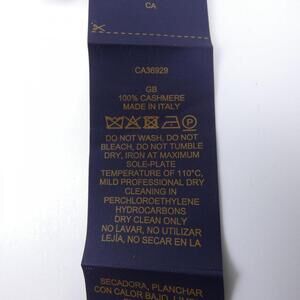 CA
CA36929
GB
100% CASHMERE
MADE IN ITALY
DO NOT WASH, DO NOT
BLEACH, DO NOT TUMBLE
DRY, IRON AT MAXIMUM
SOLE-PLATE
TEMPERATURE OF 110°C,
MILD PROFESSIONAL DRY
CLEANING IN
PERCHLOROETHYLENE
HYDROCARBONS
DRY CLEAN ONLY
NO LAVAR, NO UTILIZAR
LEJÍA, NO SECAR EN LA
SECADORA, PLANCHAR
CON CALOR BAJO,